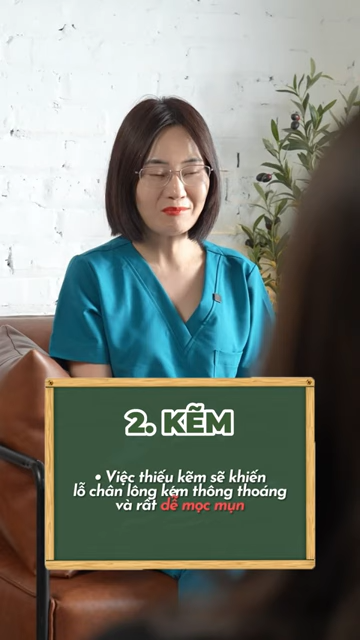 2. KẼM
• Việc thiếu kẽm sẽ khiến
lỗ chân lông kém thông thoáng
và rất dễ mọc mụn